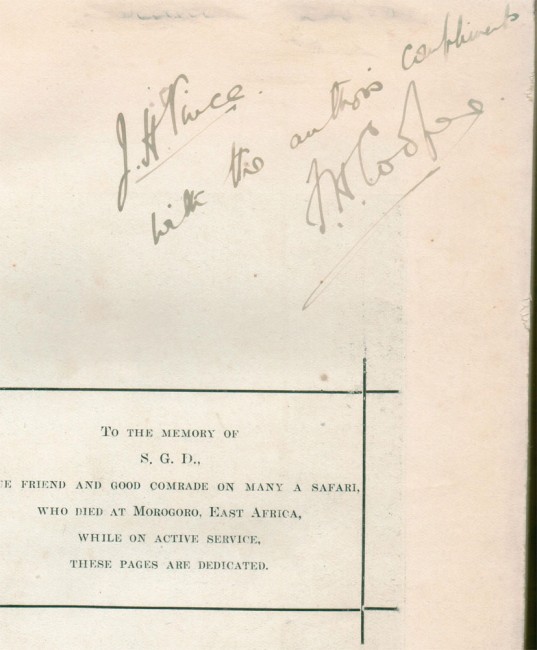 J. H. Vince.
with the author's compliments
F. H. Cooper
TO THE MEMORY OF
S. G. D.,
E FRIEND AND GOOD COMRADE ON MANY A SAFARI,
WHO DIED AT MOROGORO, EAST AFRICA,
WHILE ON ACTIVE SERVICE,
THESE PAGES ARE DEDICATED.